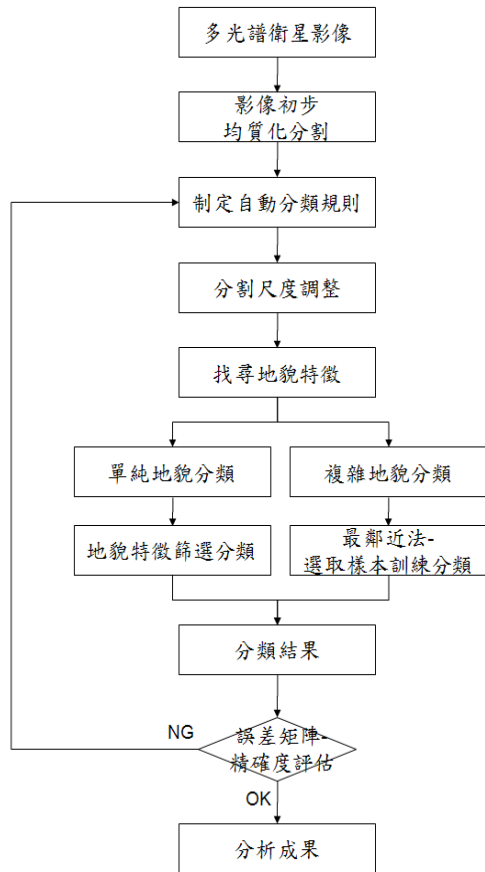 多光譜衛星影像
影像初步
均質化分割
制定自動分類規則
分割尺度調整
找尋地貌特徵
單純地貌分類
複雜地貌分類
地貌特徵篩選分類
最鄰近法-
選取樣本訓練分類
分類結果
NG
誤差矩陣-
精確度評估
OK
分析成果